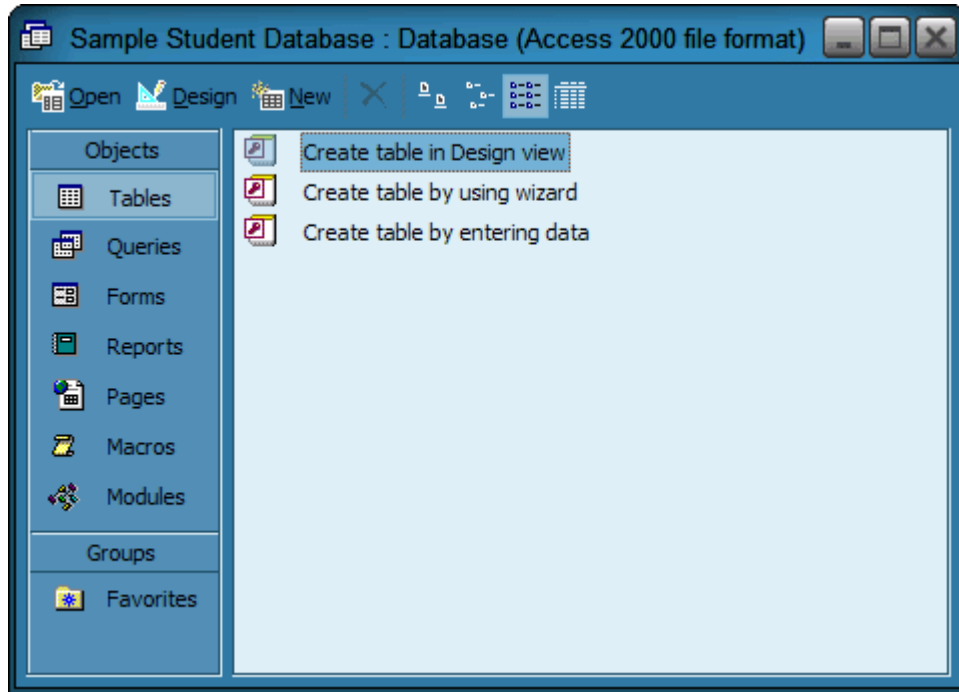 Sample Student Database : Database (Access 2000 file format)
Open Design New
Objects
Tables
Queries
Forms
Reports
Pages
Macros
Modules
Groups
Favorites
Create table in Design view
Create table by using wizard
Create table by entering data